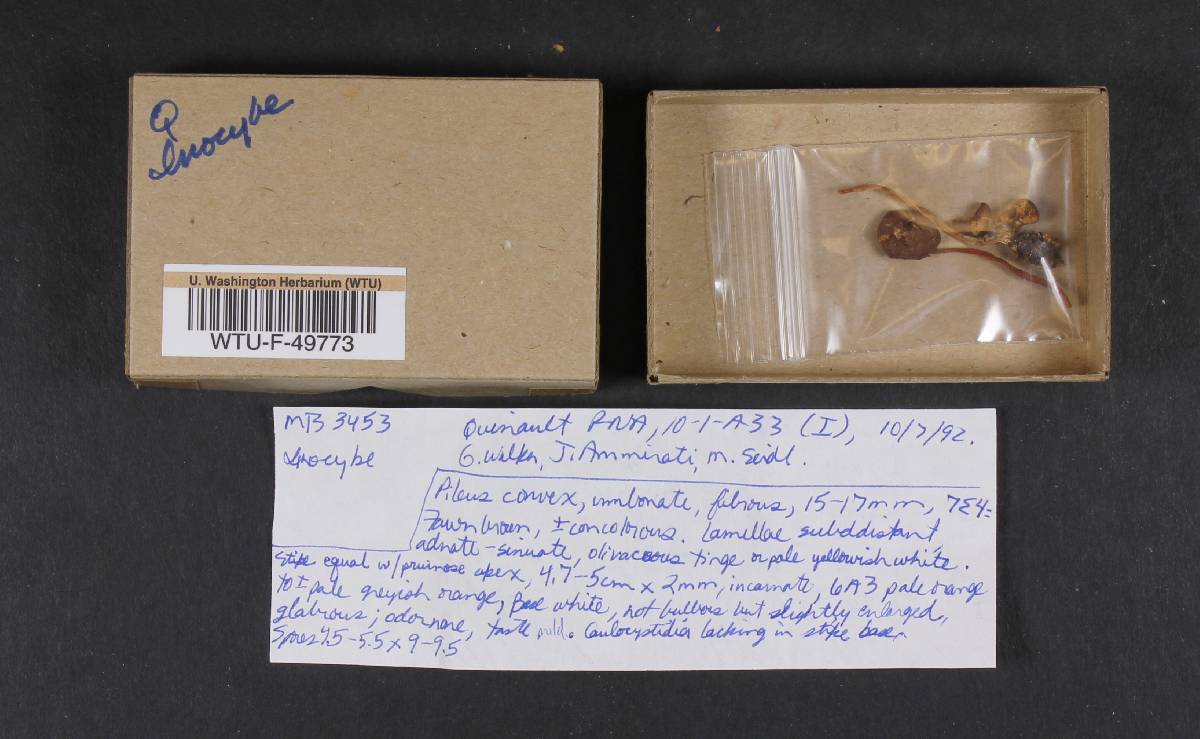 Q
Inocybe
U. Washington Herbarium (WTU)
WTU-F-49773
MB 3453
Inocybe
Quinault RNA, 10-1-A33 (I), 10/7/92.
G. Walker, J. Ammirati, M. Seidl.
Pileus convex, umbonate, fibrous, 15-17mm, 7E4=
Fawn brown, ± concolorous. Lamellae subddistant,
adnate-sinuate, olivaceous tinge or pale yellowish white.
Stipe equal w/pruinose apex, 4.7-5cm x 2mm, incarnate, 6A3 pale orange
to ± pale greyish orange, Base white, not bulbous but slightly enlarged,
glabrous; odor none, taste mild. Caulocystidia lacking in stipe base.
Spores 4.5-5.5 x 9-9.5